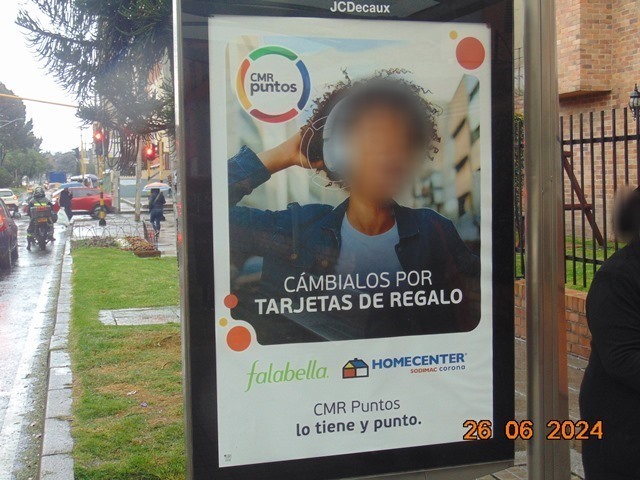 JCDecaux
CMR
puntos
CÁMBIALOS POR
TARJETAS DE REGALO
falabella.
HOMECENTER
SODIMAC corona
CMR Puntos
lo tiene y punto.
26 06 2024